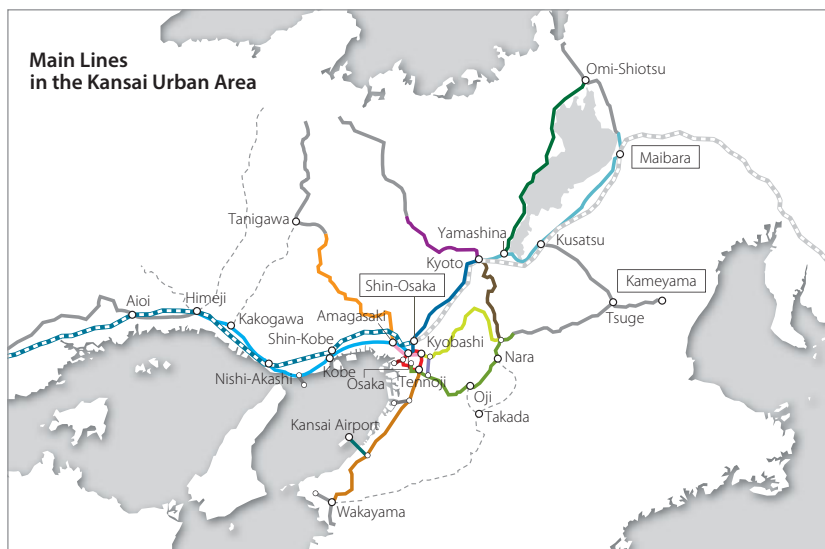 Main Lines
in the Kansai Urban Area
Omi-Shiotsu
Maibara
Tanigawa
Yamashina
Kusatsu
Kyoto
Shin-Osaka
Kameyama
Aioi
Himeji
Amagasaki
Tsuge
Kakogawa
Shin-Kobe
Kyobashi
Nara
Nishi-Akashi
Kobe
Osaka
Tennoji
Oji
Takada
Kansai Airport
Wakayama